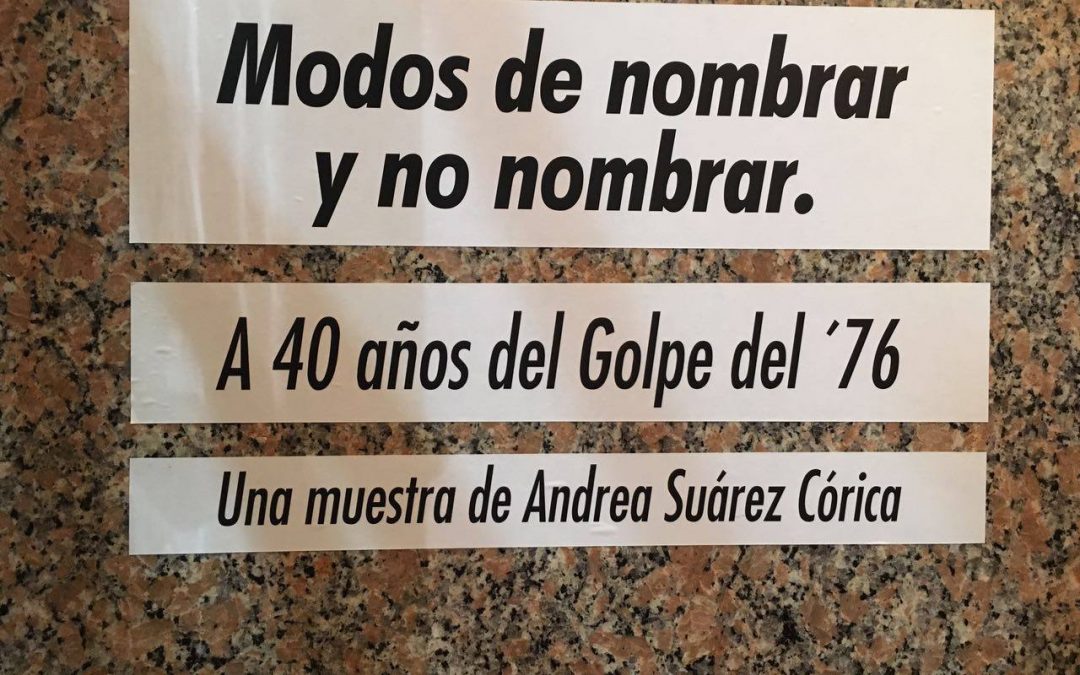 Modos de nombrar
y no nombrar.
A 40 años del Golpe del ´76
Una muestra de Andrea Suárez Córica